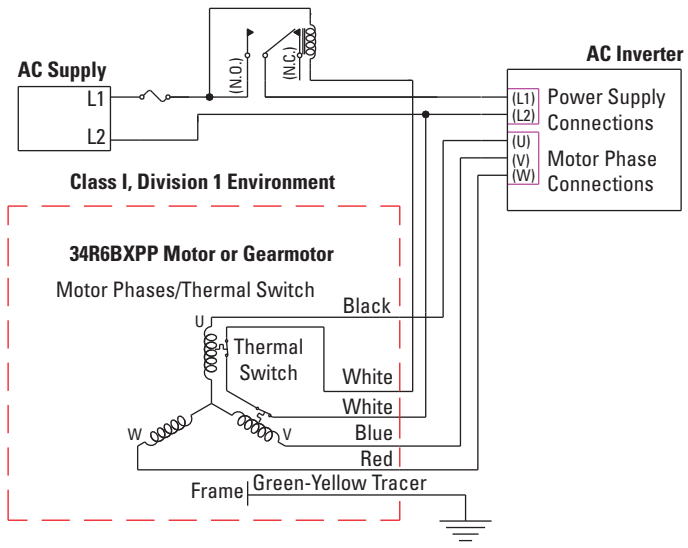 AC Supply
L1
L2
(N.O.)
(N.C.)
AC Inverter
(L1)
(L2)
Power Supply
Connections
(U)
(V)
(W)
Motor Phase
Connections
Class I, Division 1 Environment
34R6BXPP Motor or Gearmotor
Motor Phases/Thermal Switch
Black
U
Thermal
Switch
White
White
W
V
Blue
Red
Frame
Green-Yellow Tracer